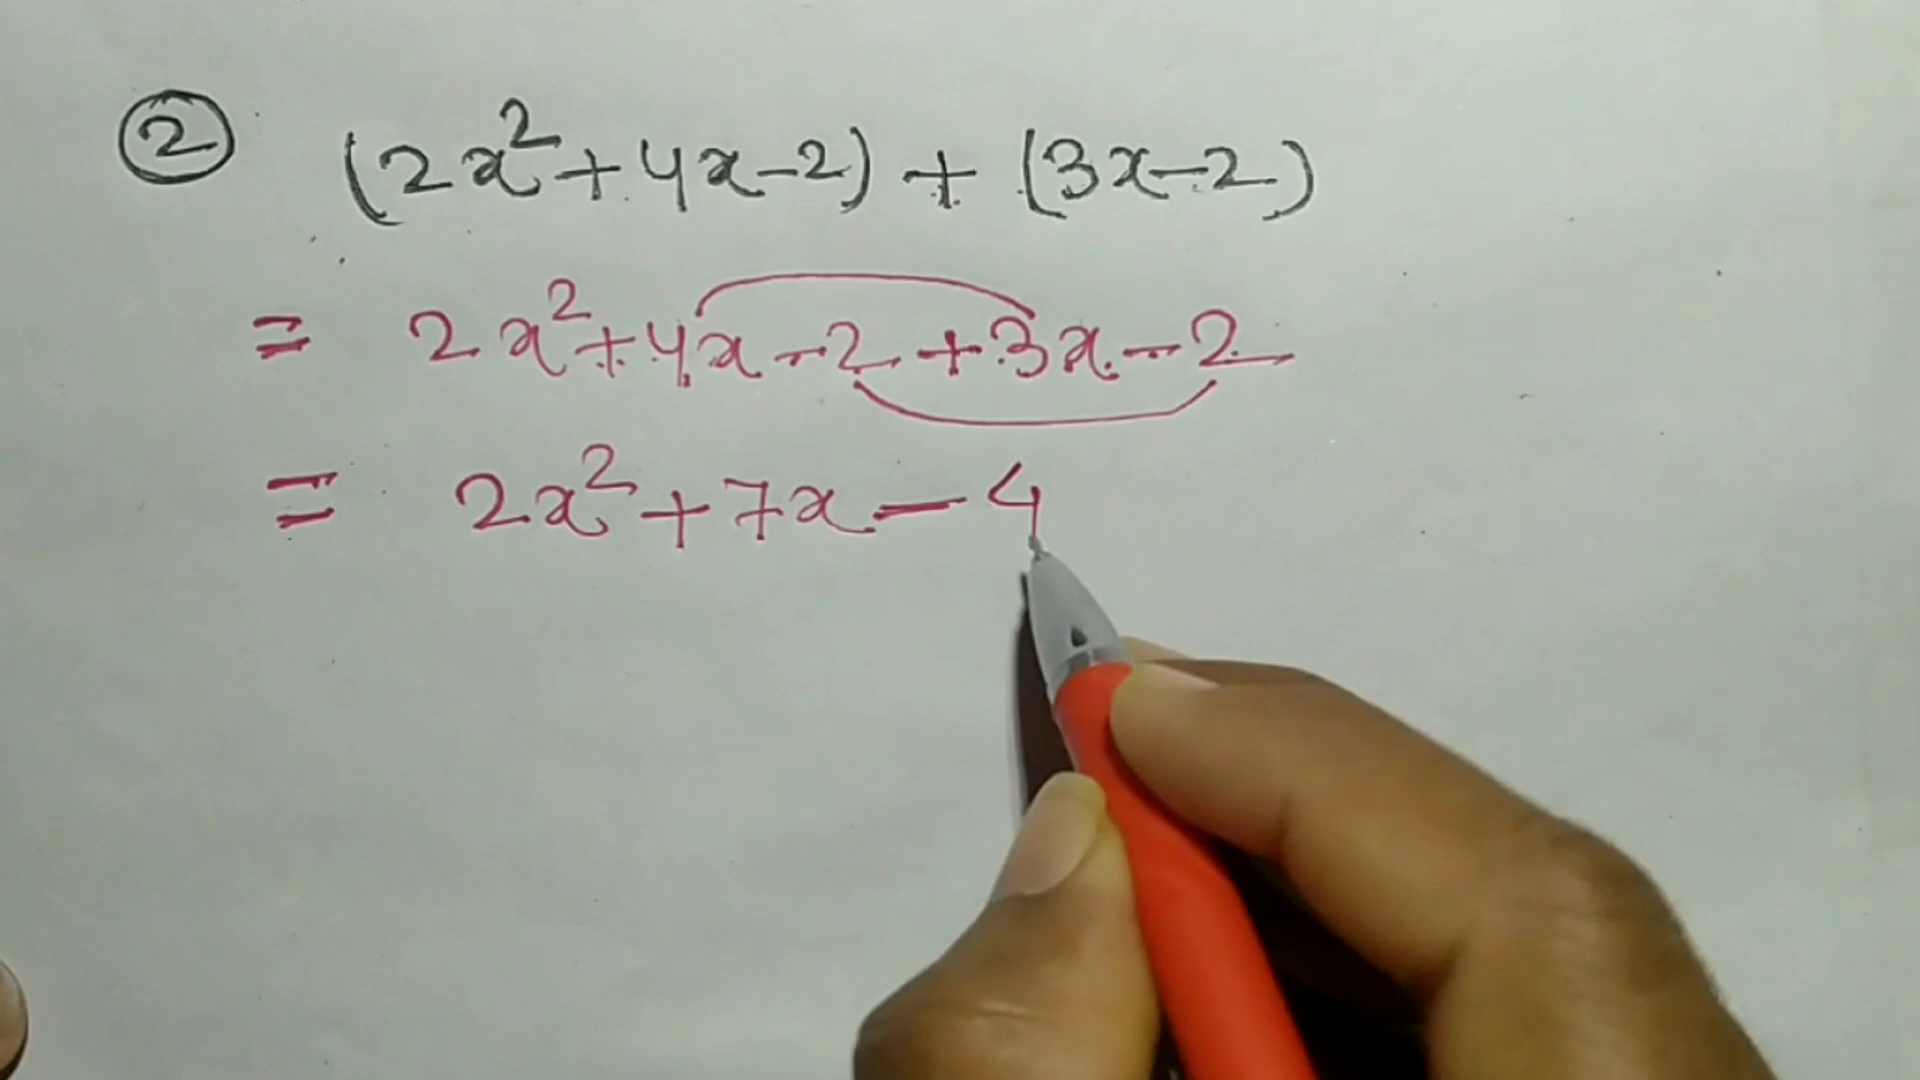 ② (2x²+4x-2) + (3x-2)
= 2x²+4x-2+3x-2
= 2x²+7x-4